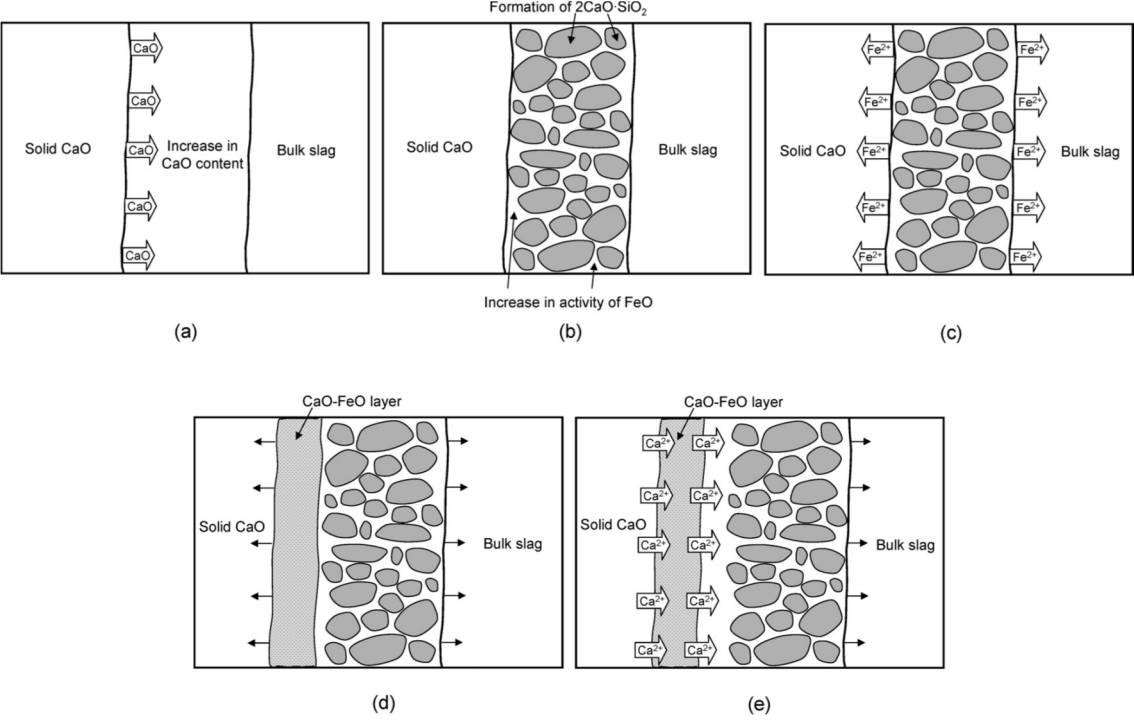 Solid CaO
CaO
CaO
CaO
CaO
CaO
Increase in
CaO content
Bulk slag
(a)
Formation of 2CaO·SiO₂
Solid CaO
Bulk slag
Increase in activity of FeO
(b)
Solid CaO
Fe²⁺
Fe²⁺
Fe²⁺
Fe²⁺
Fe²⁺
Fe²⁺
Fe²⁺
Fe²⁺
Fe²⁺
Fe²⁺
Bulk slag
(c)
CaO-FeO layer
Solid CaO
Bulk slag
(d)
CaO-FeO layer
Solid CaO
Ca²⁺
Ca²⁺
Ca²⁺
Ca²⁺
Ca²⁺
Ca²⁺
Ca²⁺
Ca²⁺
Ca²⁺
Ca²⁺
Bulk slag
(e)